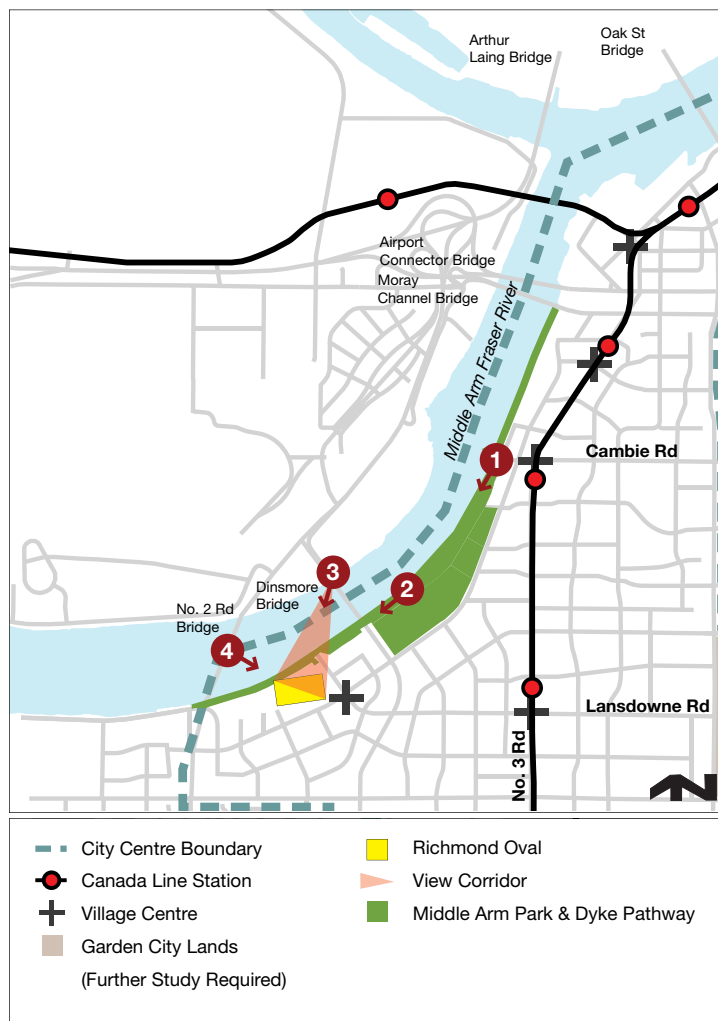 Arthur
Laing Bridge
Oak St
Bridge
Airport
Connector Bridge
Moray
Channel Bridge
Middle Arm Fraser River
1
Cambie Rd
3
Dinsmore
Bridge
2
No. 2 Rd
Bridge
4
Lansdowne Rd
No. 3 Rd
N
City Centre Boundary
Canada Line Station
Village Centre
Garden City Lands
(Further Study Required)
Richmond Oval
View Corridor
Middle Arm Park & Dyke Pathway